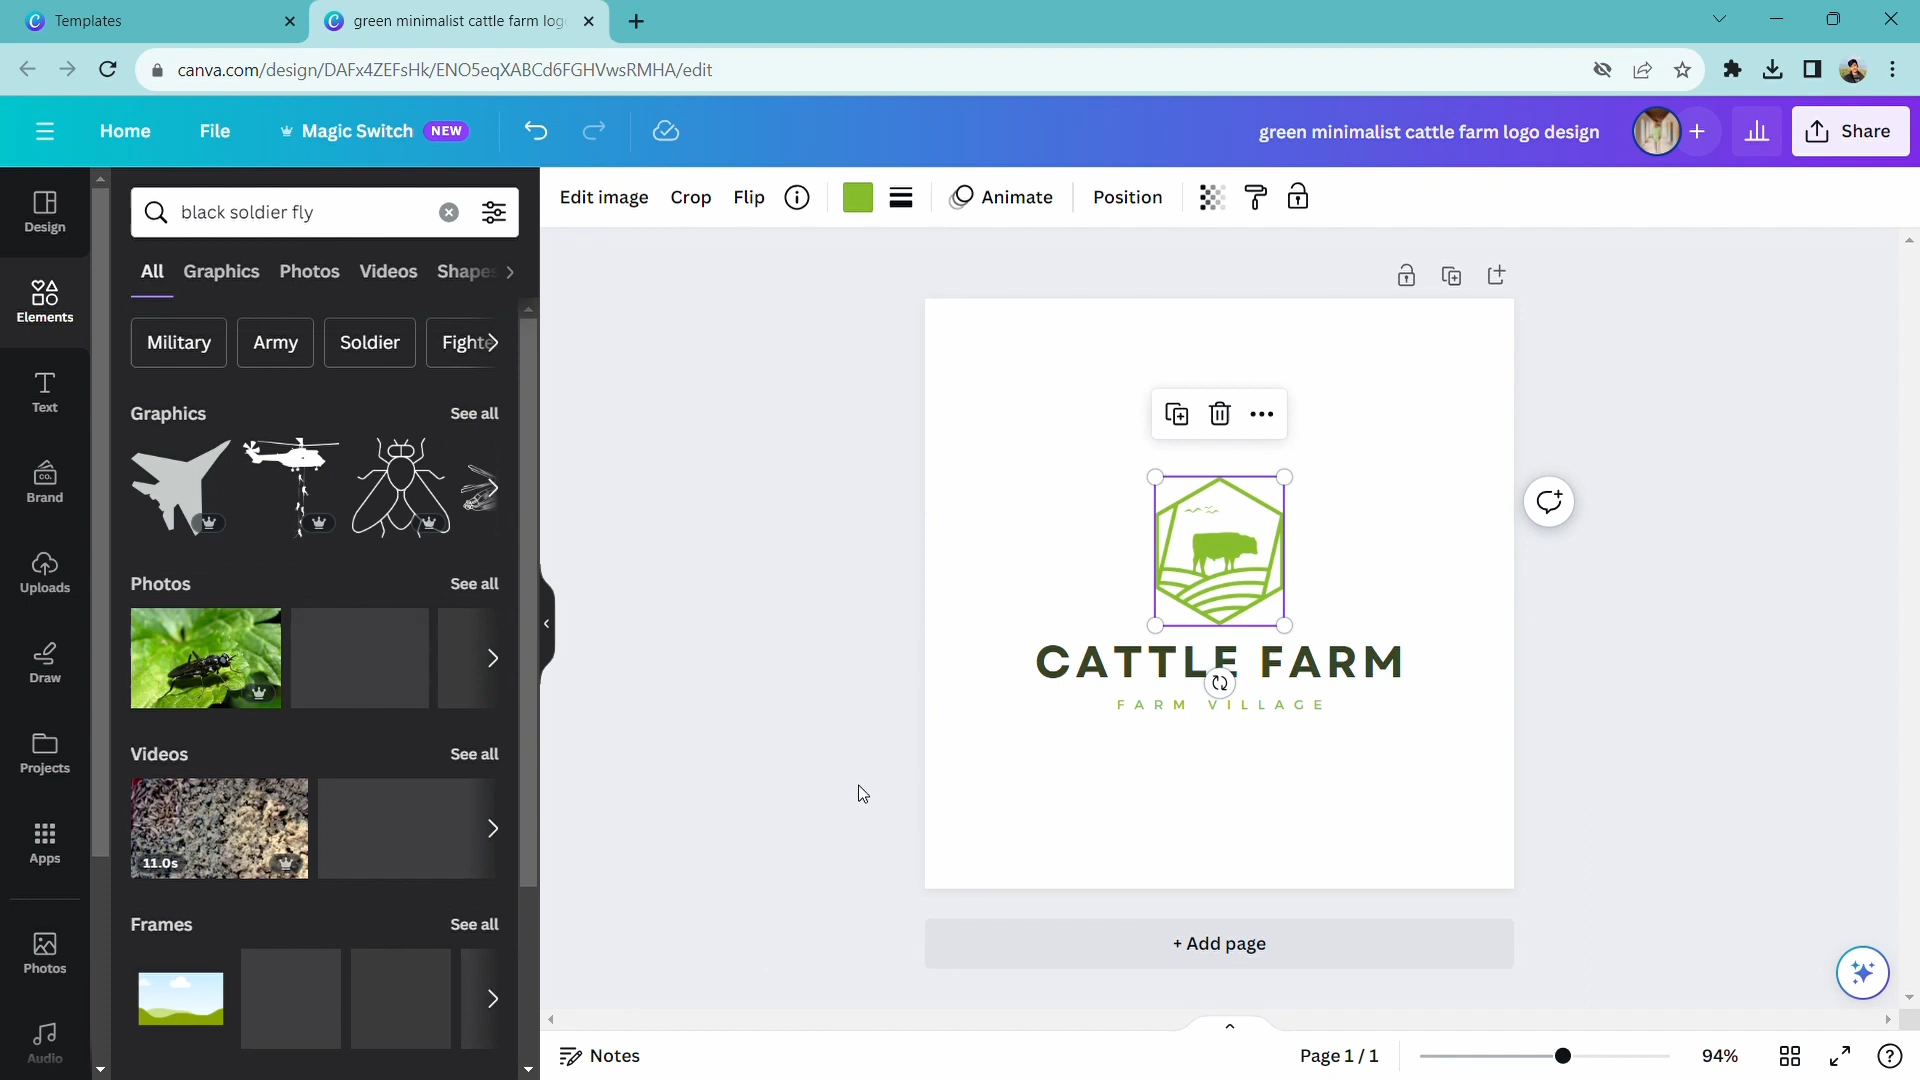 Templates
green minimalist cattle farm log
canva.com/design/DAFx4ZEFsHk/ENO5eqXABCd6FGHVwsRMHA/edit
Home
File
Magic Switch NEW
green minimalist cattle farm logo design
Share
Design
Elements
Text
Brand
CO.
Uploads
Draw
Projects
Apps
Photos
Audio
black soldier fly
All Graphics Photos Videos Shapes
Military Army Soldier Fighte
Graphics See all
Photos See all
Videos See all
11.0s
Frames See all
Edit image Crop Flip Animate Position
CATTLE FARM
FARM VILLAGE
+ Add page
Notes
Page 1 / 1
94%